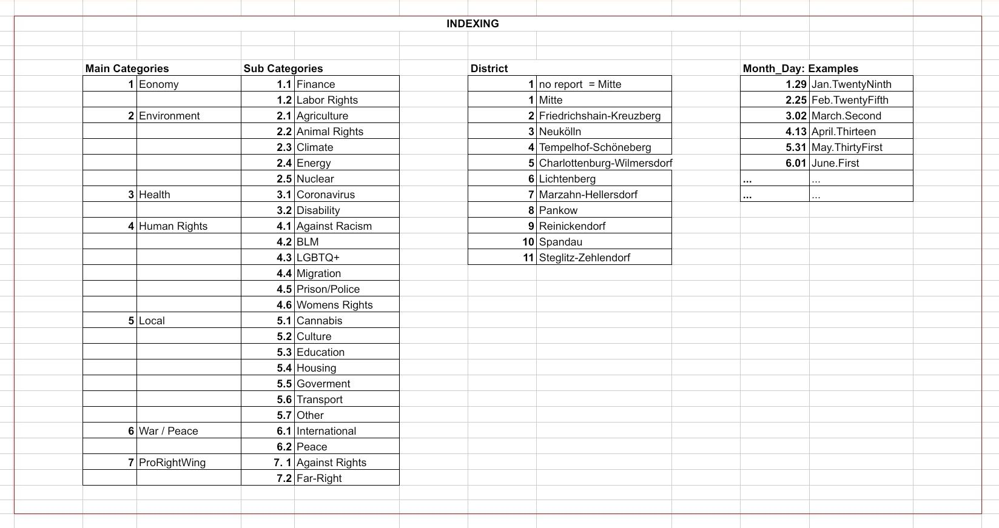 INDEXING
Main Categories Sub Categories District Month_Day: Examples
1 Eonomy 1.1 Finance 1 no report = Mitte 1.29 Jan.TwentyNinth
1.2 Labor Rights 1 Mitte 2.25 Feb.TwentyFifth
2 Environment 2.1 Agriculture 2 Friedrichshain-Kreuzberg 3.02 March.Second
2.2 Animal Rights 3 Neukölln 4.13 April.Thirteen
2.3 Climate 4 Tempelhof-Schöneberg 5.31 May.ThirtyFirst
2.4 Energy 5 Charlottenburg-Wilmersdorf 6.01 June.First
2.5 Nuclear 6 Lichtenberg ... ...
3 Health 3.1 Coronavirus 7 Marzahn-Hellersdorf ... ...
3.2 Disability 8 Pankow
4 Human Rights 4.1 Against Racism 9 Reinickendorf
4.2 BLM 10 Spandau
4.3 LGBTQ+ 11 Steglitz-Zehlendorf
4.4 Migration
4.5 Prison/Police
4.6 Womens Rights
5 Local 5.1 Cannabis
5.2 Culture
5.3 Education
5.4 Housing
5.5 Goverment
5.6 Transport
5.7 Other
6 War / Peace 6.1 International
6.2 Peace
7 ProRightWing 7. 1 Against Rights
7.2 Far-Right